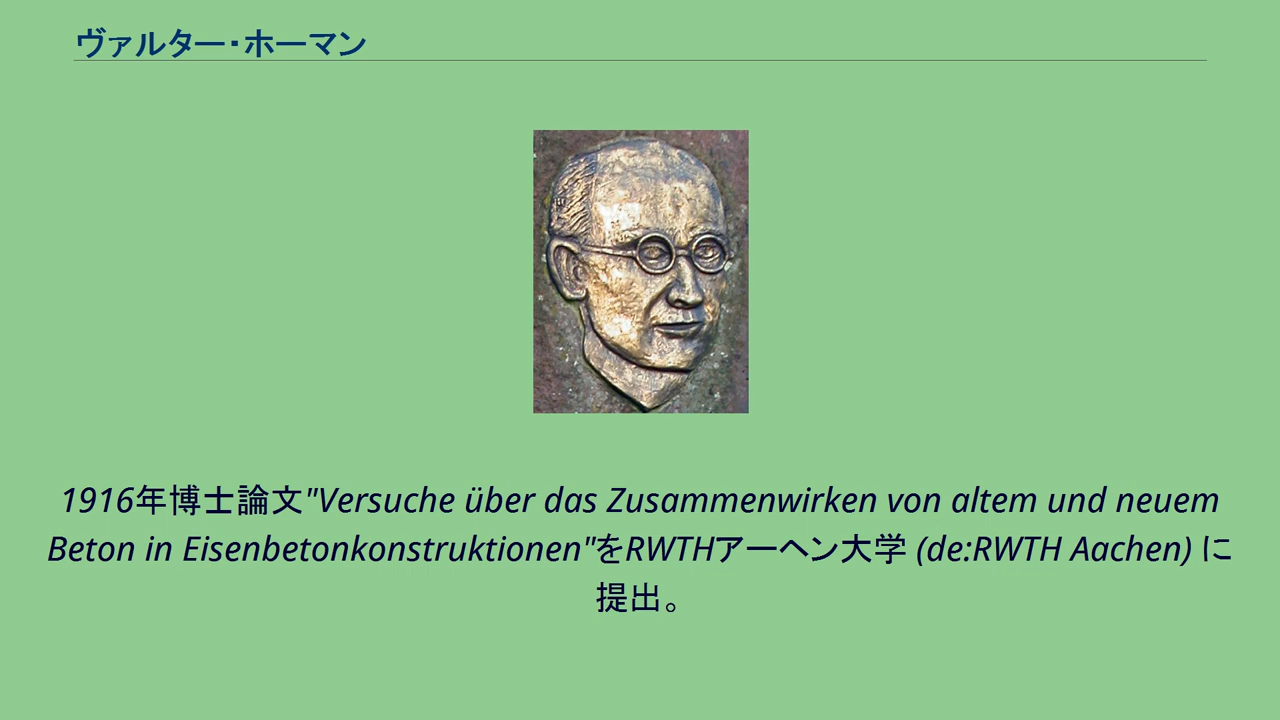 ヴァルター・ホーマン
1916年博士論文"Versuche über das Zusammenwirken von altem und neuem
Beton in Eisenbetonkonstruktionen"をRWTHアーヘン大学 (de:RWTH Aachen) に
提出。